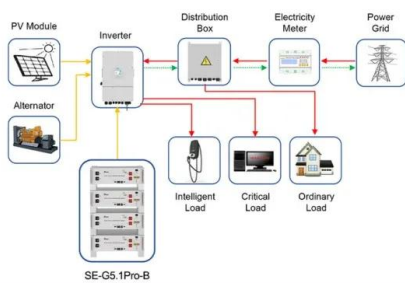 PV Module
Inverter
Distribution
Box
Electricity
Meter
Power
Grid
Alternator
Intelligent
Load
Critical
Load
Ordinary
Load
SE-G5.1Pro-B